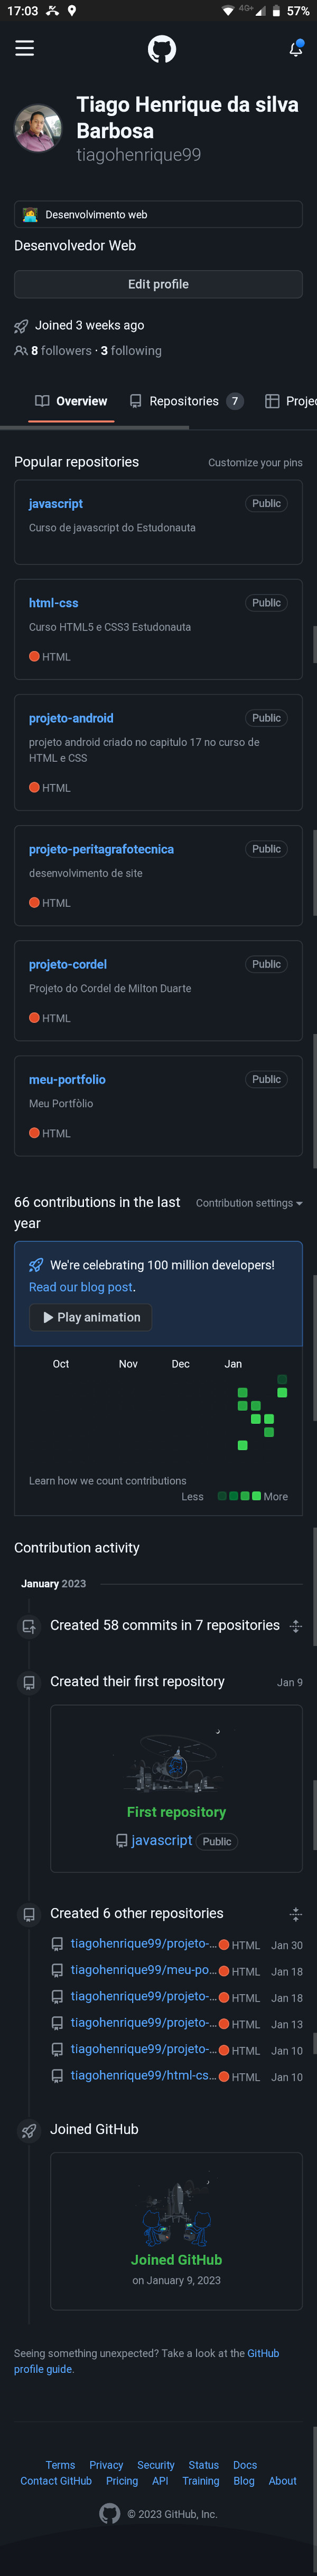 17:03 4G+ 57%
Tiago Henrique da silva
Barbosa
tiagohenrique99
Desenvolvimento web
Desenvolvedor Web
Edit profile
Joined 3 weeks ago
8 followers · 3 following
Overview Repositories 7 Projec
Popular repositories Customize your pins
javascript Public
Curso de javascript do Estudonauta
html-css Public
Curso HTML5 e CSS3 Estudonauta
HTML
projeto-android Public
projeto android criado no capitulo 17 no curso de
HTML e CSS
HTML
projeto-peritagrafotecnica Public
desenvolvimento de site
HTML
projeto-cordel Public
Projeto do Cordel de Milton Duarte
HTML
meu-portfolio Public
Meu Portfòlio
HTML
66 contributions in the last Contribution settings
year
We're celebrating 100 million developers!
Read our blog post.
Play animation
Oct Nov Dec Jan
Learn how we count contributions
Less More
Contribution activity
January 2023
Created 58 commits in 7 repositories
Created their first repository Jan 9
First repository
javascript Public
Created 6 other repositories
tiagohenrique99/projeto-... HTML Jan 30
tiagohenrique99/meu-po... HTML Jan 18
tiagohenrique99/projeto-... HTML Jan 18
tiagohenrique99/projeto-... HTML Jan 13
tiagohenrique99/projeto-... HTML Jan 10
tiagohenrique99/html-cs... HTML Jan 10
Joined GitHub
Joined GitHub
on January 9, 2023
Seeing something unexpected? Take a look at the GitHub
profile guide.
Terms Privacy Security Status Docs
Contact GitHub Pricing API Training Blog About
© 2023 GitHub, Inc.